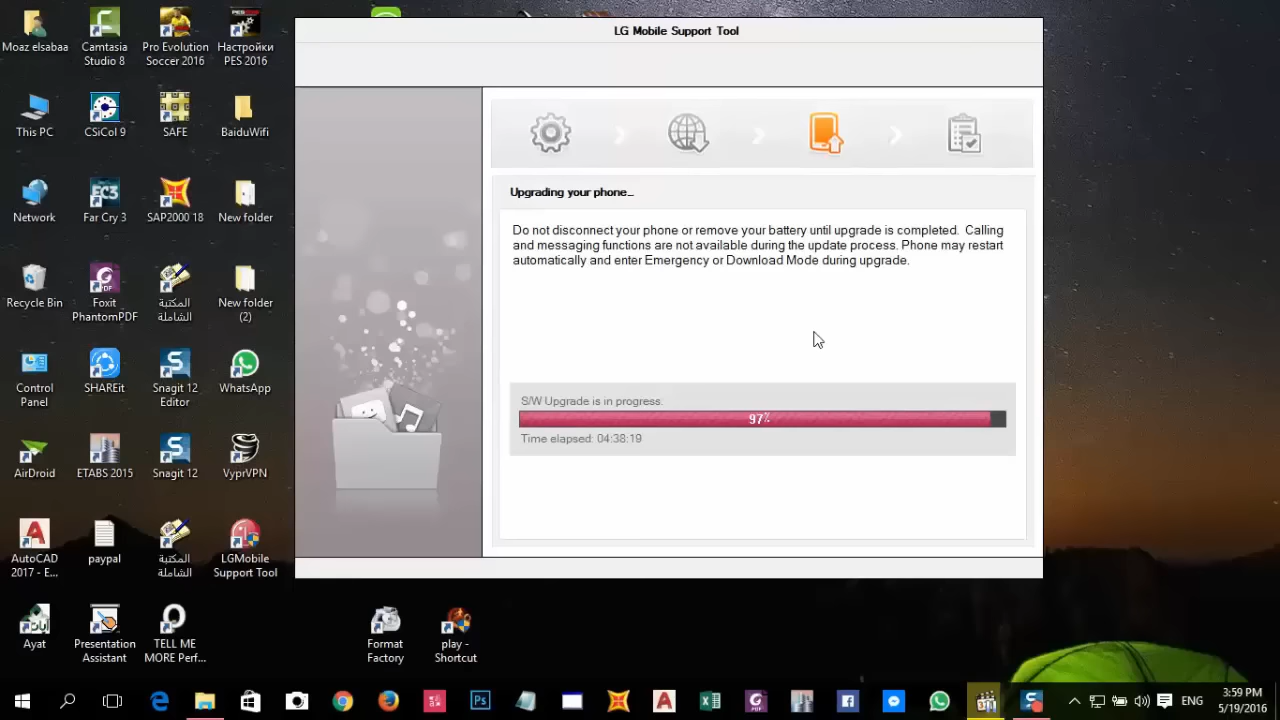 LG Mobile Support Tool
Upgrading your phone...
Do not disconnect your phone or remove your battery until upgrade is completed. Calling
and messaging functions are not available during the update process. Phone may restart
automatically and enter Emergency or Download Mode during upgrade.
S/W Upgrade is in progress.
97%
Time elapsed: 04:38:19
Moaz elsabaa
Camtasia
Studio 8
Pro Evolution
Soccer 2016
Настройки
PES 2016
This PC
CSiCol 9
SAFE
BaiduWifi
Network
Far Cry 3
SAP2000 18
New folder
Recycle Bin
Foxit
PhantomPDF
المكتبة
الشاملة
New folder
(2)
Control
Panel
SHAREit
Snagit 12
Editor
WhatsApp
AirDroid
ETABS 2015
Snagit 12
VyprVPN
AutoCAD
2017 - E...
paypal
المكتبة
الشاملة
LGMobile
Support Tool
Ayat
Presentation
Assistant
TELL ME
MORE Perf...
Format
Factory
play -
Shortcut
ENG
3:59 PM
5/19/2016